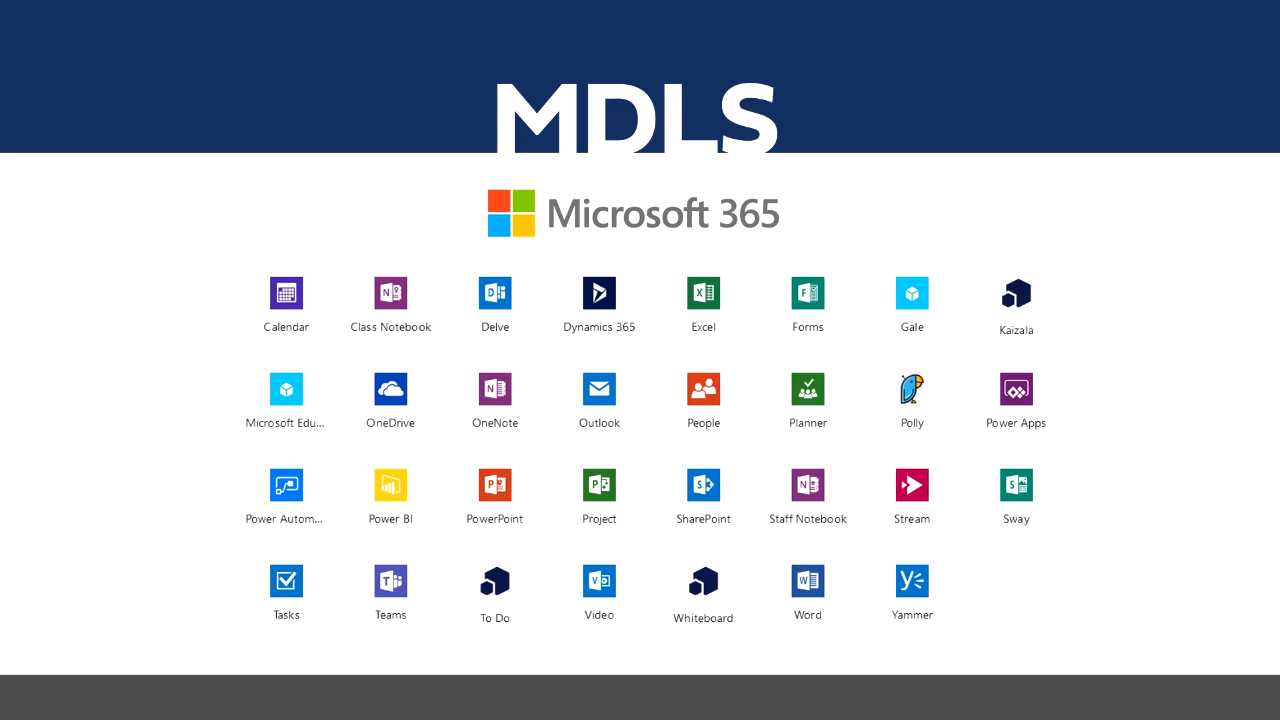 MDLS
Microsoft 365
Calendar Class Notebook Delve Dynamics 365 Excel Forms Gale Kaizala
Microsoft Edu... OneDrive OneNote Outlook People Planner Polly Power Apps
Power Autom... Power BI PowerPoint Project SharePoint Staff Notebook Stream Sway
Tasks Teams To Do Video Whiteboard Word Yammer